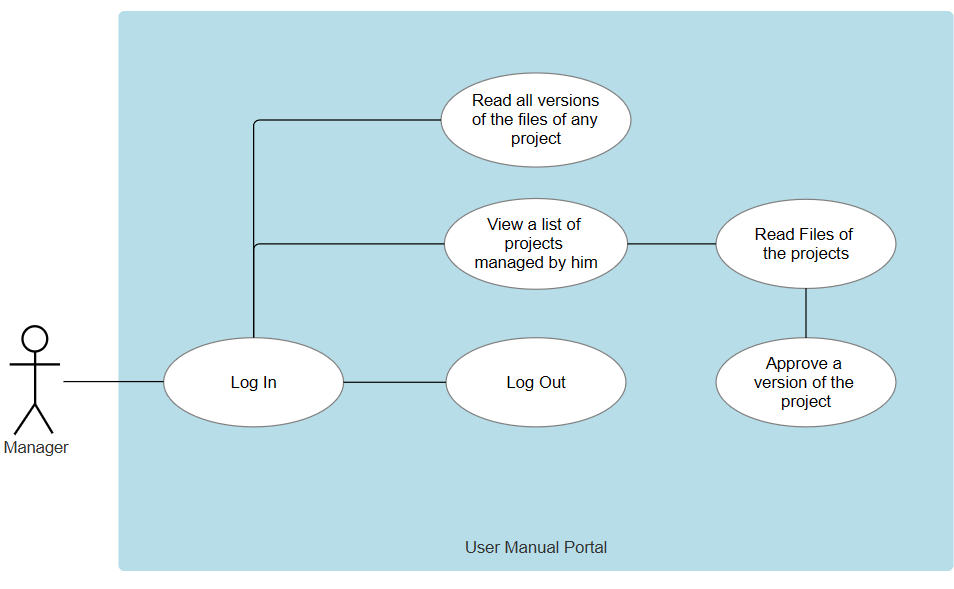 Read all versions
of the files of any
project
View a list of
projects
managed by him
Read Files of
the projects
Log In
Log Out
Approve a
version of the
project
Manager
User Manual Portal